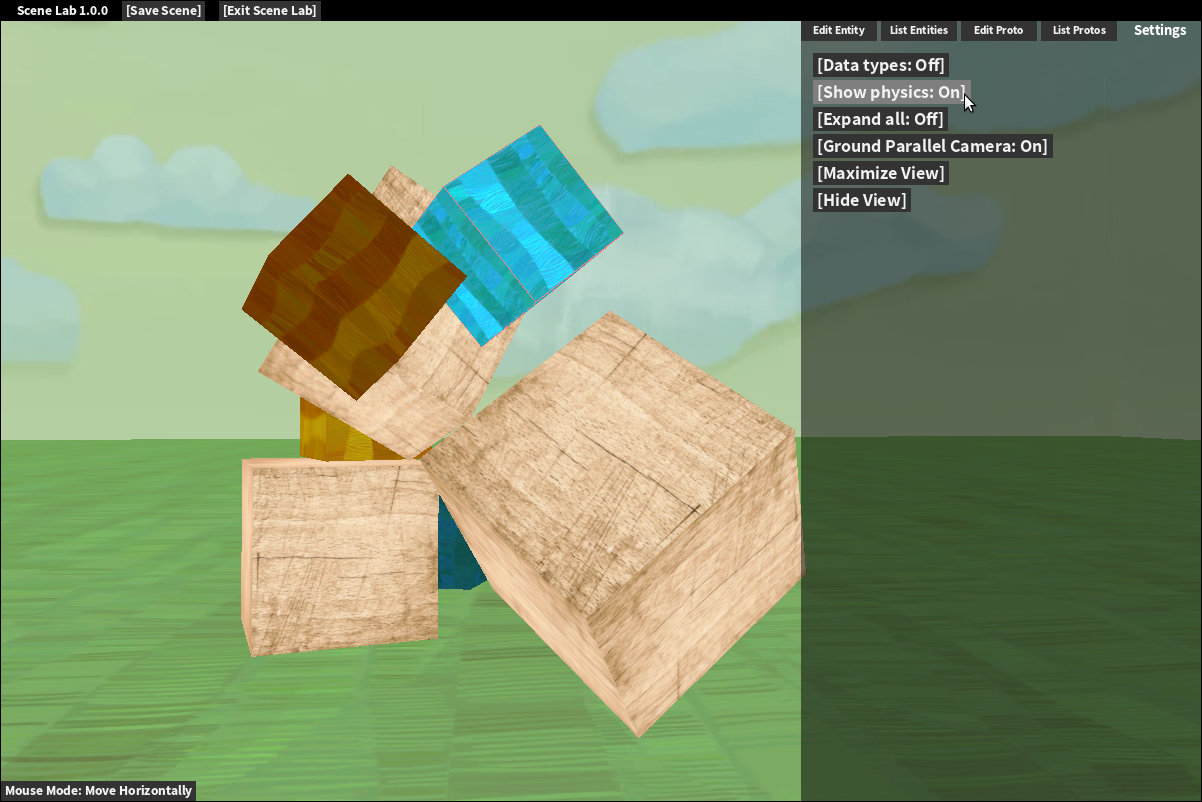 Scene Lab 1.0.0 [Save Scene] [Exit Scene Lab]
Edit Entity List Entities Edit Proto List Protos Settings
[Data types: Off]
[Show physics: On]
[Expand all: Off]
[Ground Parallel Camera: On]
[Maximize View]
[Hide View]
Mouse Mode: Move Horizontally